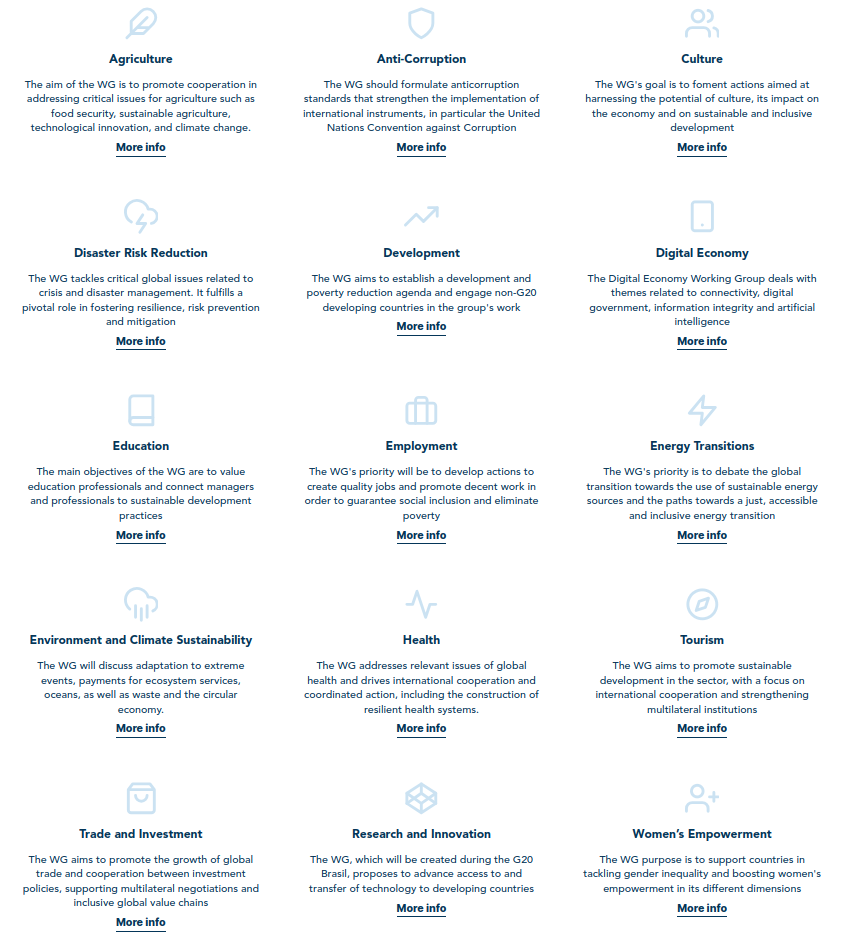 Agriculture
The aim of the WG is to promote cooperation in
addressing critical issues for agriculture such as
food security, sustainable agriculture,
technological innovation, and climate change.
More info
Anti-Corruption
The WG should formulate anticorruption
standards that strengthen the implementation of
international instruments, in particular the United
Nations Convention against Corruption
More info
Culture
The WG's goal is to foment actions aimed at
harnessing the potential of culture, its impact on
the economy and on sustainable and inclusive
development
More info
Disaster Risk Reduction
The WG tackles critical global issues related to
crisis and disaster management. It fulfills a
pivotal role in fostering resilience, risk prevention
and mitigation
More info
Development
The WG aims to establish a development and
poverty reduction agenda and engage non-G20
developing countries in the group's work
More info
Digital Economy
The Digital Economy Working Group deals with
themes related to connectivity, digital
government, information integrity and artificial
intelligence
More info
Education
The main objectives of the WG are to value
education professionals and connect managers
and professionals to sustainable development
practices
More info
Employment
The WG's priority will be to develop actions to
create quality jobs and promote decent work in
order to guarantee social inclusion and eliminate
poverty
More info
Energy Transitions
The WG's priority is to debate the global
transition towards the use of sustainable energy
sources and the paths towards a just, accessible
and inclusive energy transition
More info
Environment and Climate Sustainability
The WG will discuss adaptation to extreme
events, payments for ecosystem services,
oceans, as well as waste and the circular
economy.
More info
Health
The WG addresses relevant issues of global
health and drives international cooperation and
coordinated action, including the construction of
resilient health systems.
More info
Tourism
The WG aims to promote sustainable
development in the sector, with a focus on
international cooperation and strengthening
multilateral institutions
More info
Trade and Investment
The WG aims to promote the growth of global
trade and cooperation between investment
policies, supporting multilateral negotiations and
inclusive global value chains
More info
Research and Innovation
The WG, which will be created during the G20
Brasil, proposes to advance access to and
transfer of technology to developing countries
More info
Women’s Empowerment
The WG purpose is to support countries in
tackling gender inequality and boosting women's
empowerment in its different dimensions
More info